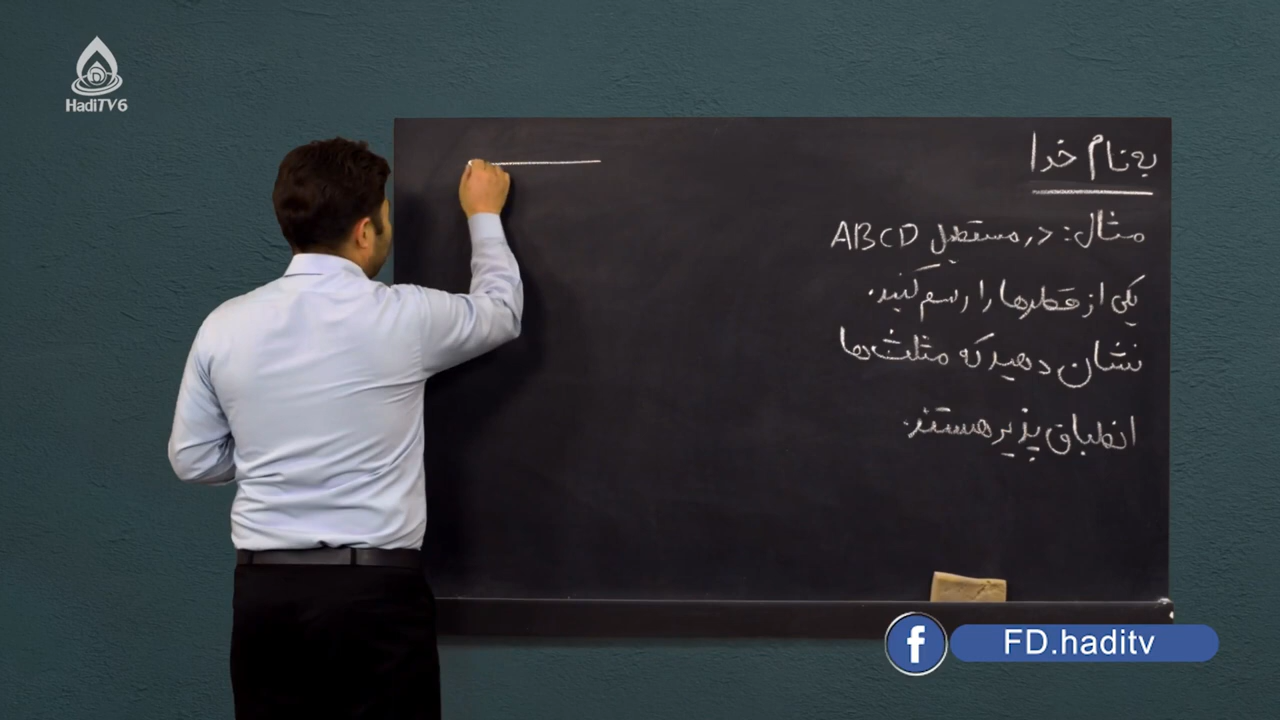 HadiTV6
به نام خدا
مثال: در مستطیل ABCD
یکی از قطرها را رسم کنید.
نشان دهید که مثلث‌ها
انطباق پذیر هستند.
FD.haditv